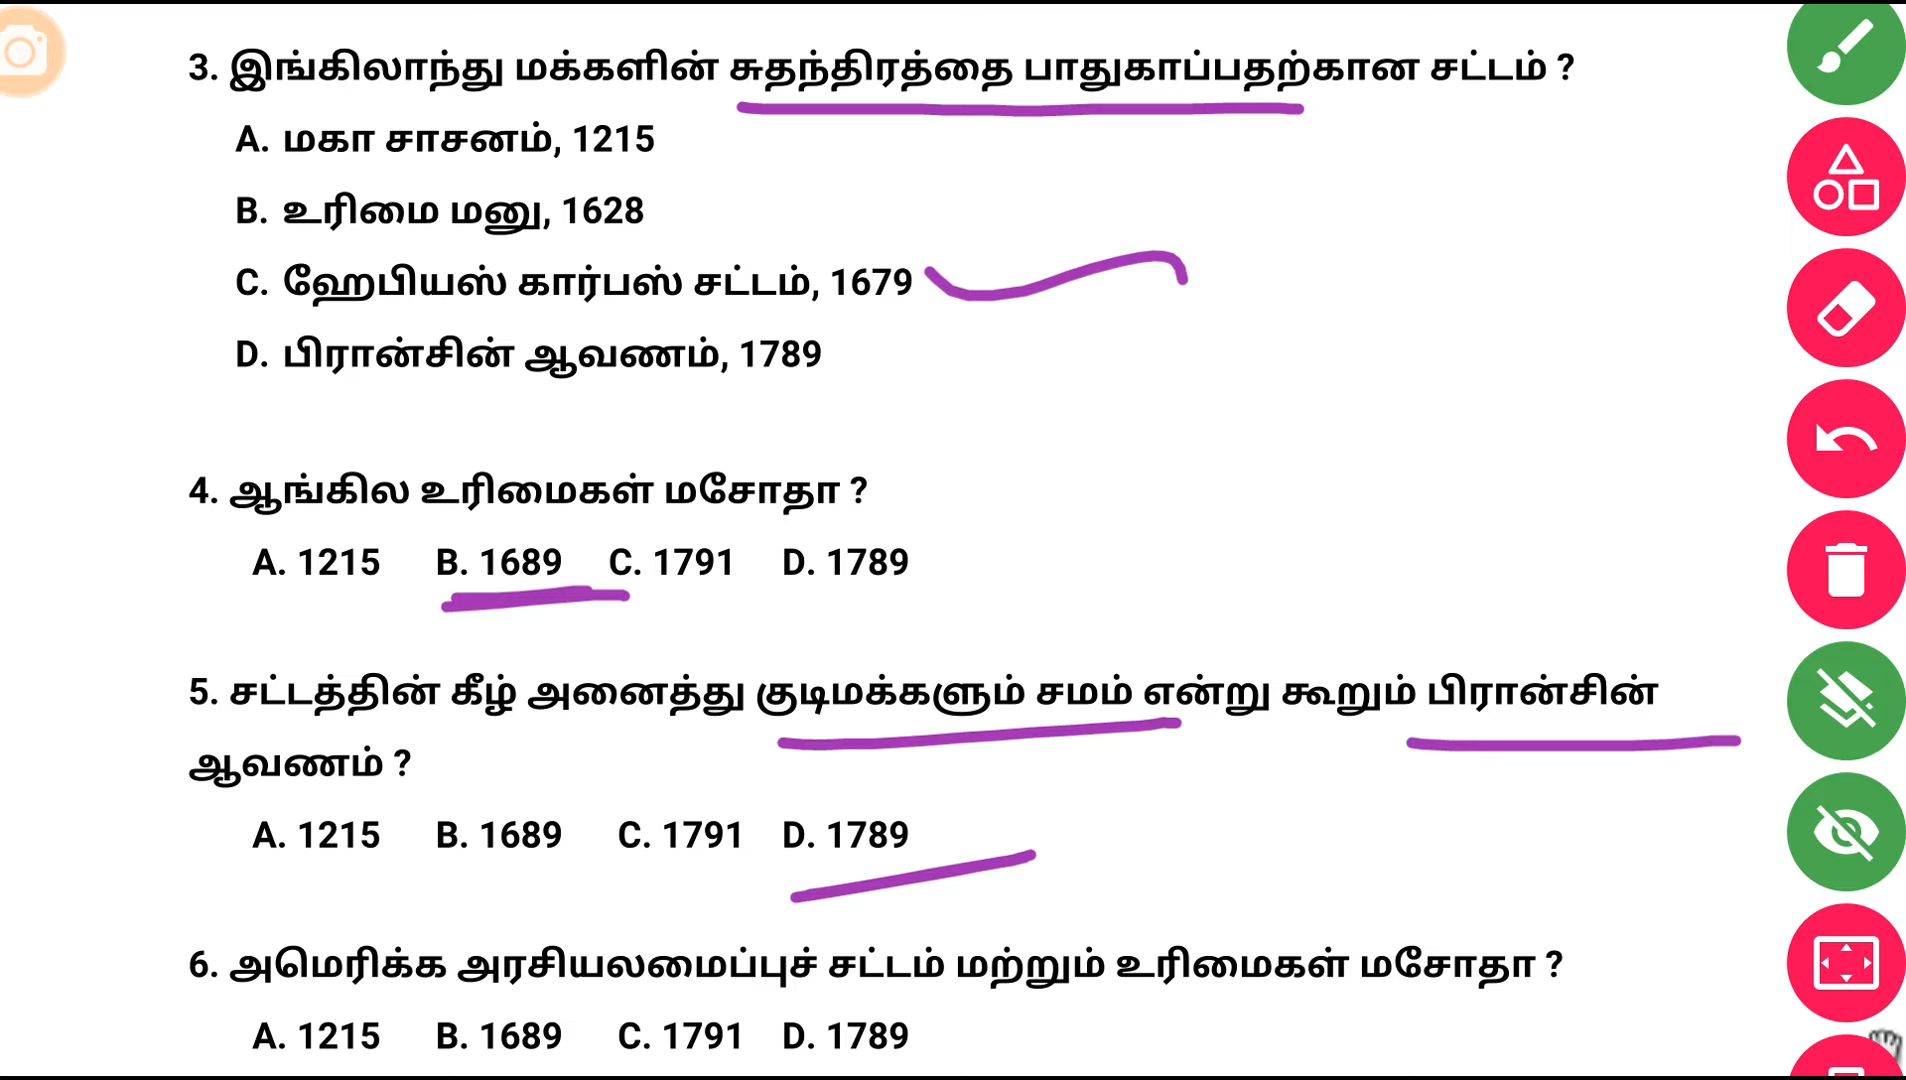 3. இங்கிலாந்து மக்களின் சுதந்திரத்தை பாதுகாப்பதற்கான சட்டம் ?
A. மகா சாசனம், 1215
B. உரிமை மனு, 1628
C. ஹேபியஸ் கார்பஸ் சட்டம், 1679
D. பிரான்சின் ஆவணம், 1789
4. ஆங்கில உரிமைகள் மசோதா ?
A. 1215 B. 1689 C. 1791 D. 1789
5. சட்டத்தின் கீழ் அனைத்து குடிமக்களும் சமம் என்று கூறும் பிரான்சின்
ஆவணம் ?
A. 1215 B. 1689 C. 1791 D. 1789
6. அமெரிக்க அரசியலமைப்புச் சட்டம் மற்றும் உரிமைகள் மசோதா ?
A. 1215 B. 1689 C. 1791 D. 1789